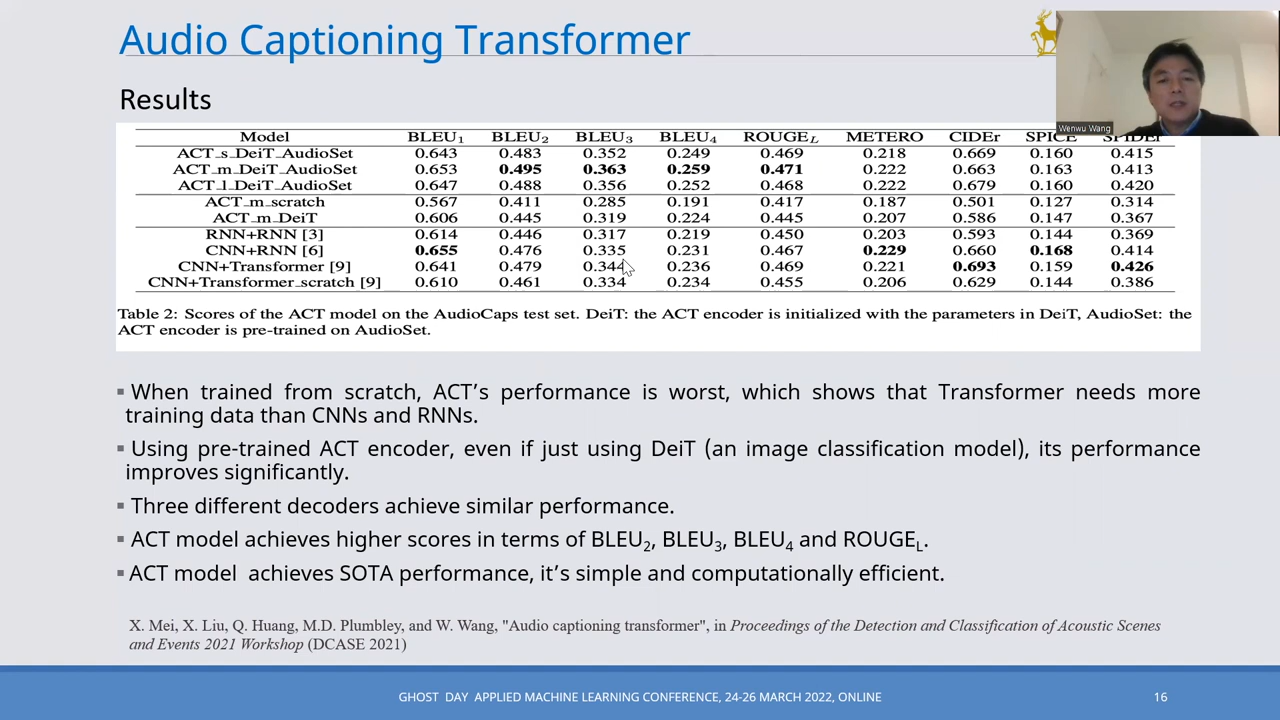 Audio Captioning Transformer
Results
Wenwu Wang
Model BLEU1 BLEU2 BLEU3 BLEU4 ROUGEL METERO CIDEr SPICE SPIDEr
ACT_s_DeiT_AudioSet 0.643 0.483 0.352 0.249 0.469 0.218 0.669 0.160 0.415
ACT_m_DeiT_AudioSet 0.653 0.495 0.363 0.259 0.471 0.222 0.663 0.163 0.413
ACT_l_DeiT_AudioSet 0.647 0.488 0.356 0.252 0.468 0.222 0.679 0.160 0.420
ACT_m_scratch 0.567 0.411 0.285 0.191 0.417 0.187 0.501 0.127 0.314
ACT_m_DeiT 0.606 0.445 0.319 0.224 0.445 0.207 0.586 0.147 0.367
RNN+RNN [3] 0.614 0.446 0.317 0.219 0.450 0.203 0.593 0.144 0.369
CNN+RNN [6] 0.655 0.476 0.335 0.231 0.467 0.229 0.660 0.168 0.414
CNN+Transformer [9] 0.641 0.479 0.344 0.236 0.469 0.221 0.693 0.159 0.426
CNN+Transformer_scratch [9] 0.610 0.461 0.334 0.234 0.455 0.206 0.629 0.144 0.386
Table 2: Scores of the ACT model on the AudioCaps test set. DeiT: the ACT encoder is initialized with the parameters in DeiT, AudioSet: the
ACT encoder is pre-trained on AudioSet.
▪ When trained from scratch, ACT’s performance is worst, which shows that Transformer needs more
training data than CNNs and RNNs.
▪ Using pre-trained ACT encoder, even if just using DeiT (an image classification model), its performance
improves significantly.
▪ Three different decoders achieve similar performance.
▪ ACT model achieves higher scores in terms of BLEU2, BLEU3, BLEU4 and ROUGEL.
▪ ACT model achieves SOTA performance, it’s simple and computationally efficient.
X. Mei, X. Liu, Q. Huang, M.D. Plumbley, and W. Wang, "Audio captioning transformer", in Proceedings of the Detection and Classification of Acoustic Scenes
and Events 2021 Workshop (DCASE 2021)
GHOST DAY APPLIED MACHINE LEARNING CONFERENCE, 24-26 MARCH 2022, ONLINE 16